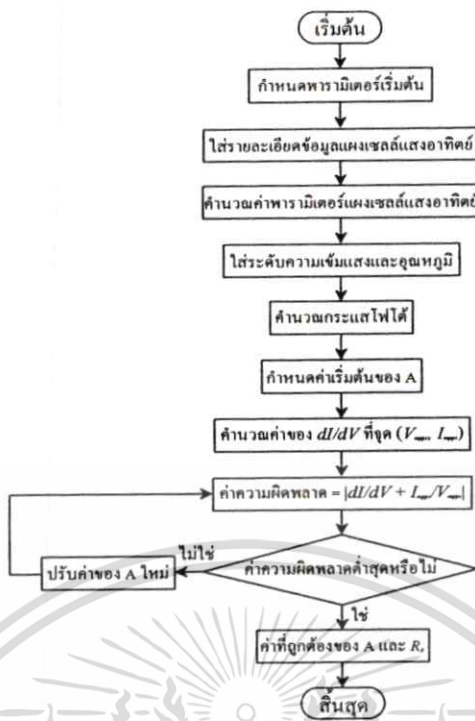 เริ่มต้น
กำหนดพารามิเตอร์เริ่มต้น
ใส่รายละเอียดข้อมูลแผงเซลล์แสงอาทิตย์
คำนวณค่าพารามิเตอร์แผงเซลล์แสงอาทิตย์
ใส่ระดับความเข้มแสงและอุณหภูมิ
คำนวณกระแสโฟโต้
กำหนดค่าเริ่มต้นของ A
คำนวณค่าของ dI/dV ที่จุด (Vmp, Imp)
ค่าความผิดพลาด = |dI/dV + Imp/Vmp|
ไม่ใช่
ปรับค่าของ A ใหม่
ค่าความผิดพลาดต่ำสุดหรือไม่
ใช่
ค่าที่ถูกต้องของ A และ Rs
สิ้นสุด